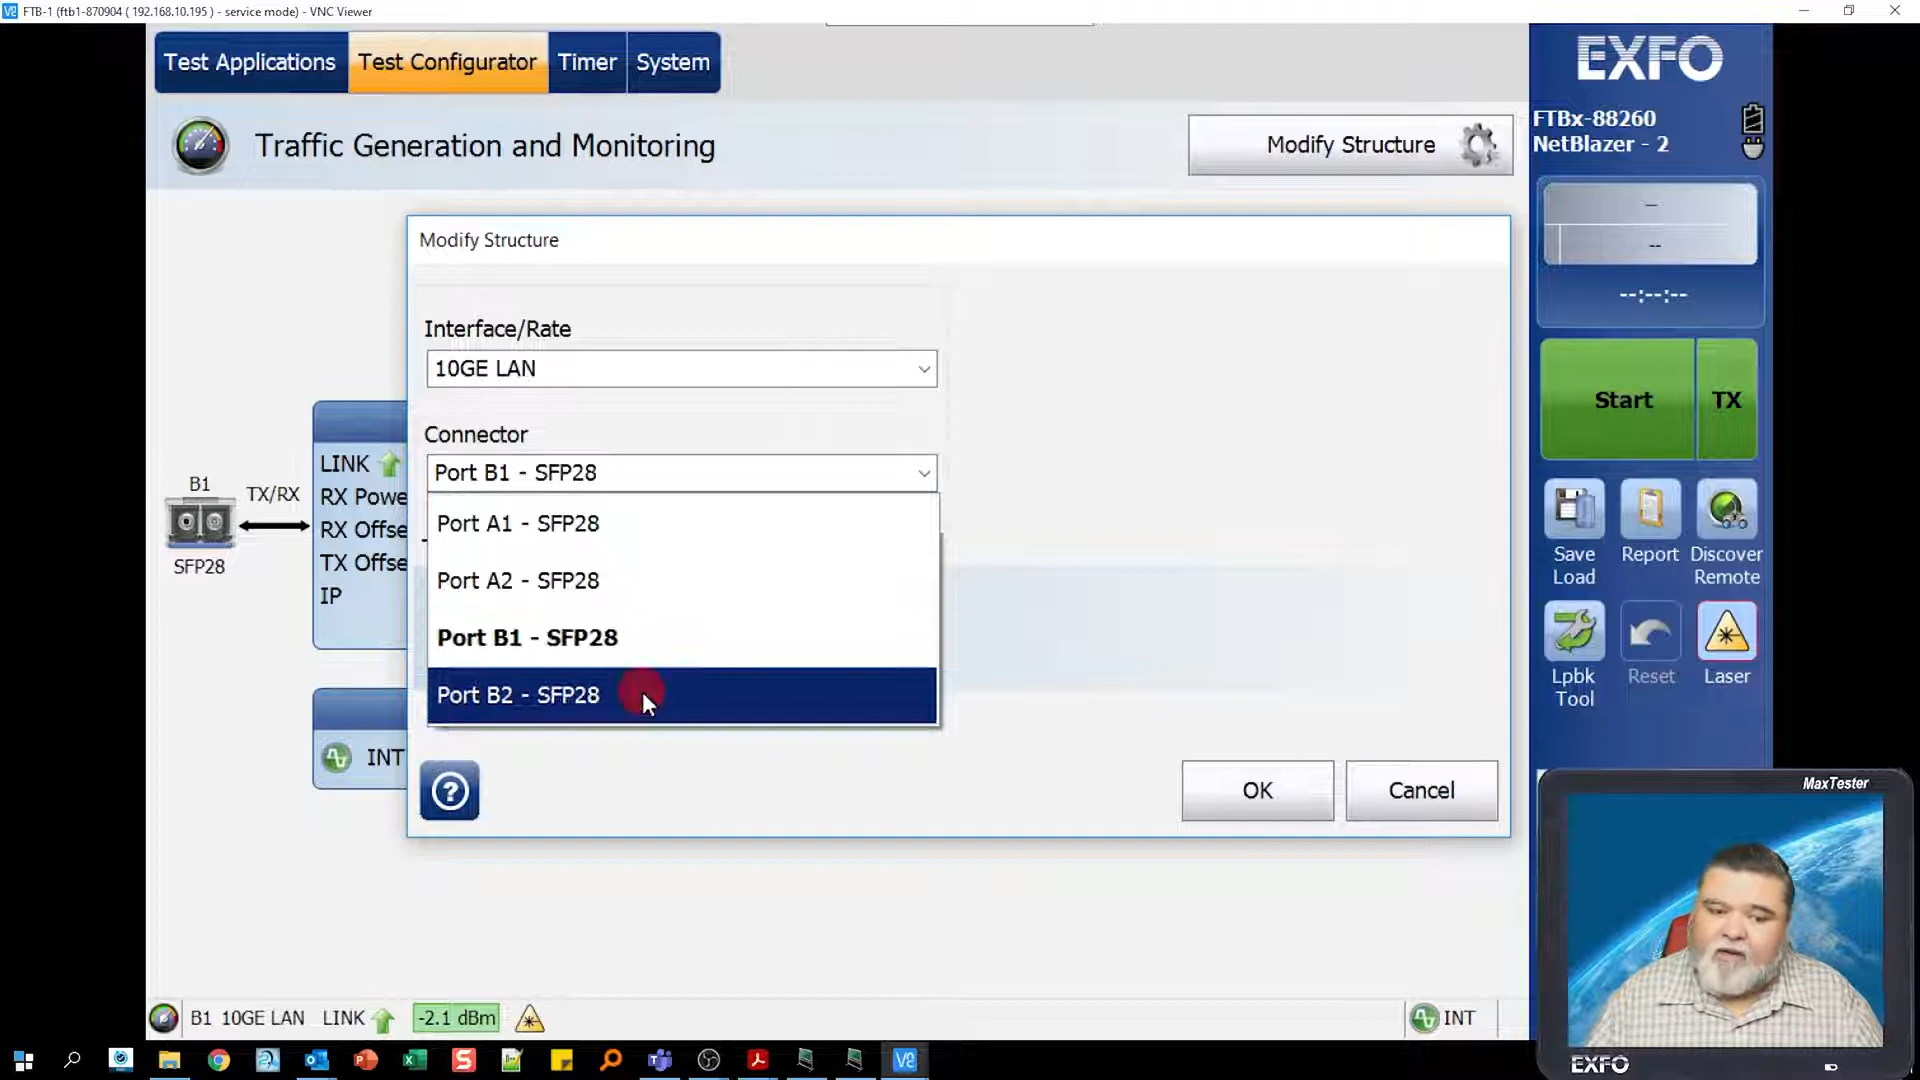 FTB-1 (ftb1-870904 ( 192.168.10.195 ) - service mode) - VNC Viewer
Test Applications
Test Configurator
Timer
System
Traffic Generation and Monitoring
Modify Structure
EXFO
FTBx-88260
NetBlazer - 2
--
--
--:--:--
Start
TX
Save
Load
Report
Discover
Remote
Lpbk
Tool
Reset
Laser
Modify Structure
Interface/Rate
10GE LAN
Connector
Port B1 - SFP28
Port A1 - SFP28
Port A2 - SFP28
Port B1 - SFP28
Port B2 - SFP28
?
OK
Cancel
B1
TX/RX
SFP28
LINK
RX Powe
RX Offse
TX Offse
IP
INT
B1 10GE LAN LINK
-2.1 dBm
INT
MaxTester
EXFO